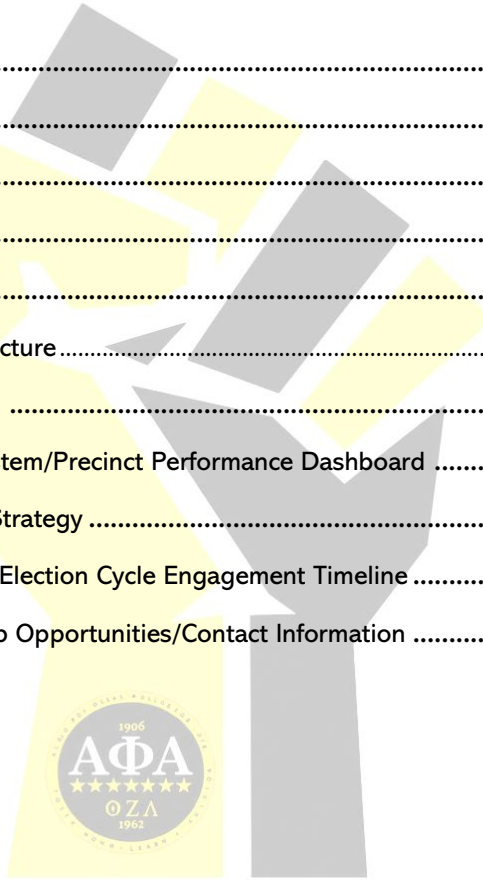 ..........................................................
..........................................................
..........................................................
..........................................................
..........................................................
cture..........................................................
..........................................................
tem/Precinct Performance Dashboard .......
Strategy ..................................................
Election Cycle Engagement Timeline..........
p Opportunities/Contact Information ..........
1906
ΑΦΑ
ΘΖΛ
1962